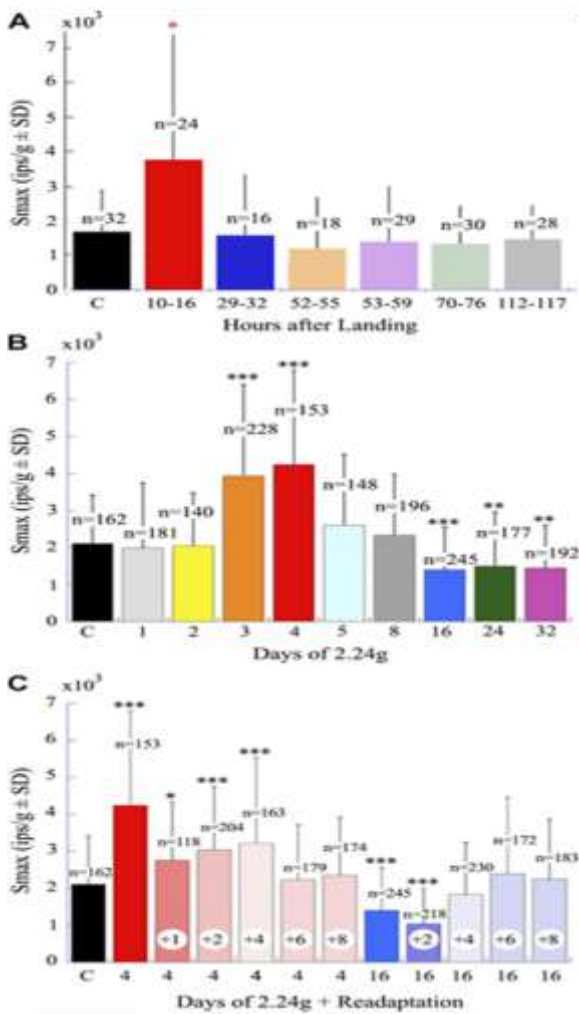 A
x10³
*
7
6
5
4
3
2
1
0
Smax (ips/g ± SD)
n=32
n=24
n=16
n=18
n=29
n=30
n=28
C 10-16 29-32 52-55 53-59 70-76 112-117
Hours after Landing
B
x10³
7
6
5
4
3
2
1
0
Smax (ips/g ± SD)
n=162
n=181
n=140
***
n=228
***
n=153
n=148
n=196
***
n=245
**
n=177
**
n=192
C 1 2 3 4 5 8 16 24 32
Days of 2.24g
C
x10³
7
6
5
4
3
2
1
0
Smax (ips/g ± SD)
n=162
***
n=153
*
n=118
***
n=204
***
n=163
n=179
n=174
***
n=245
***
n=218
n=230
n=172
n=183
+1 +2 +4 +6 +8 +2 +4 +6 +8
C 4 4 4 4 4 4 16 16 16 16 16
Days of 2.24g + Readaptation